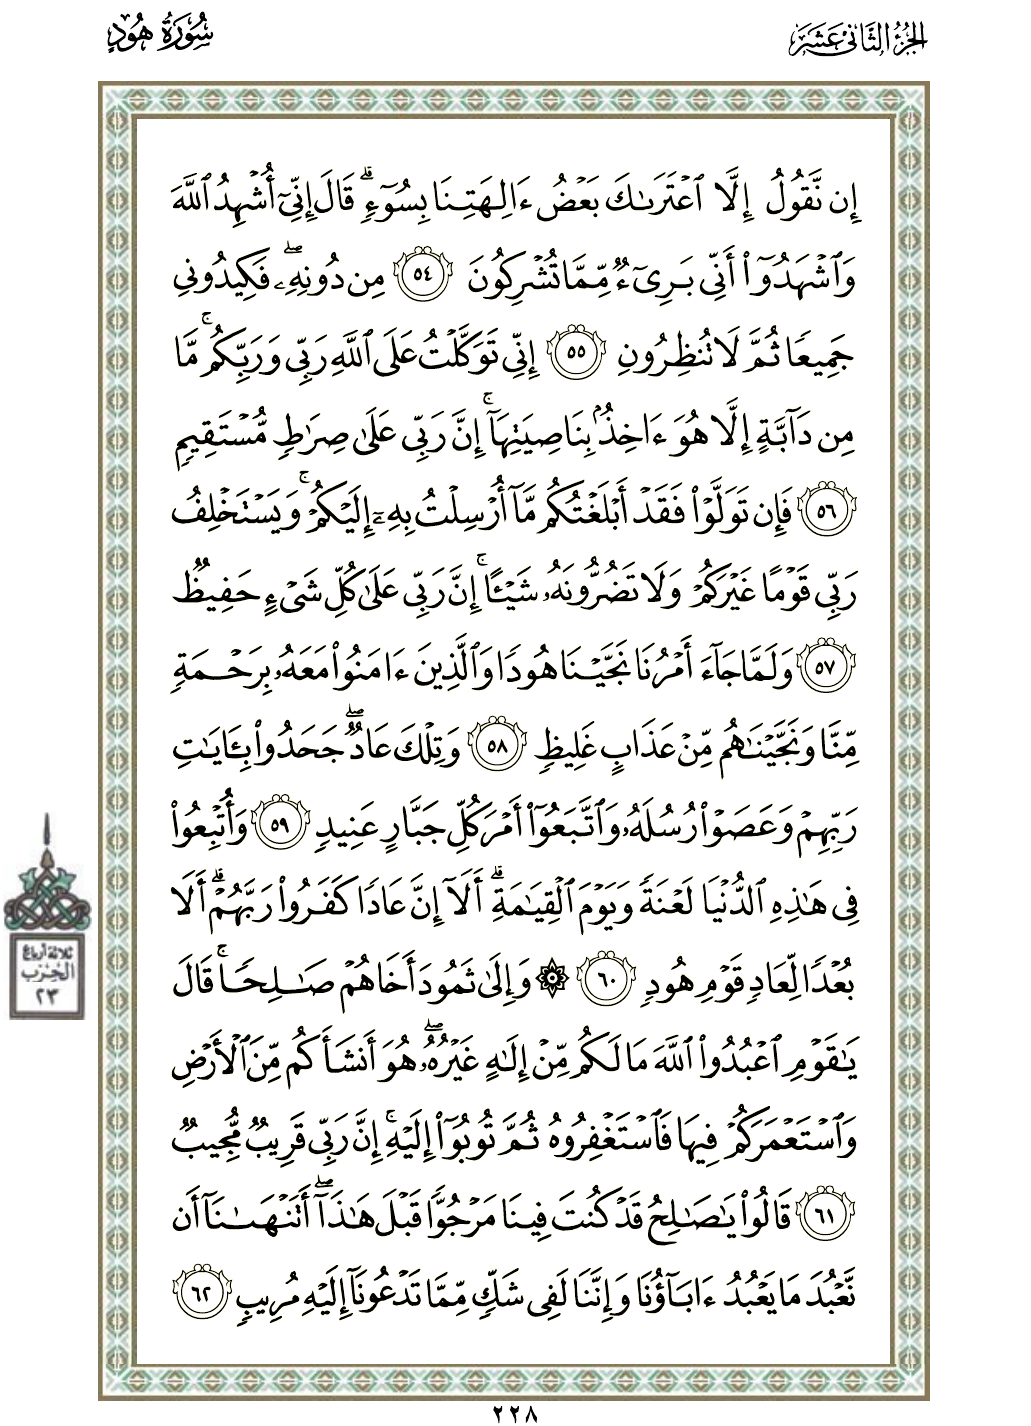 الجزء الثاني عشر
سُورَةُ هُودٍ
إِن نَّقُولُ إِلَّا ٱعْتَرَىٰكَ بَعْضُ ءَالِهَتِنَا بِسُوٓءٍۗ قَالَ إِنِّىٓ أُشْهِدُ ٱللَّهَ
وَٱشْهَدُوٓا۟ أَنِّى بَرِىٓءٌ مِّمَّا تُشْرِكُونَ ٥٤ مِن دُونِهِۦۖ فَكِيدُونِى
جَمِيعًا ثُمَّ لَا تُنظِرُونِ ٥٥ إِنِّى تَوَكَّلْتُ عَلَى ٱللَّهِ رَبِّى وَرَبِّكُمۚ مَّا
مِن دَآبَّةٍ إِلَّا هُوَ ءَاخِذٌۢ بِنَاصِيَتِهَآۚ إِنَّ رَبِّى عَلَىٰ صِرَٰطٍ مُّسْتَقِيمٍ
٥٦ فَإِن تَوَلَّوْا۟ فَقَدْ أَبْلَغْتُكُم مَّآ أُرْسِلْتُ بِهِۦٓ إِلَيْكُمْۚ وَيَسْتَخْلِفُ
رَبِّى قَوْمًا غَيْرَكُمْ وَلَا تَضُرُّونَهُۥ شَيْـًٔاۚ إِنَّ رَبِّى عَلَىٰ كُلِّ شَىْءٍ حَفِيظٌ
٥٧ وَلَمَّا جَآءَ أَمْرُنَا نَجَّيْنَا هُودًا وَٱلَّذِينَ ءَامَنُوا۟ مَعَهُۥ بِرَحْمَةٍ
مِّنَّا وَنَجَّيْنَٰهُم مِّنْ عَذَابٍ غَلِيظٍ ٥٨ وَتِلْكَ عَادٌۖ جَحَدُوا۟ بِـَٔايَٰتِ
رَبِّهِمْ وَعَصَوْا۟ رُسُلَهُۥ وَٱتَّبَعُوٓا۟ أَمْرَ كُلِّ جَبَّارٍ عَنِيدٍ ٥٩ وَأُتْبِعُوا۟
فِى هَٰذِهِ ٱلدُّنْيَا لَعْنَةً وَيَوْمَ ٱلْقِيَٰمَةِۗ أَلَآ إِنَّ عَادًا كَفَرُوا۟ رَبَّهُمْۗ أَلَا
بُعْدًا لِّعَادٍ قَوْمِ هُودٍ ٦٠ ۞ وَإِلَىٰ ثَمُودَ أَخَاهُمْ صَٰلِحًاۚ قَالَ
يَٰقَوْمِ ٱعْبُدُوا۟ ٱللَّهَ مَا لَكُم مِّنْ إِلَٰهٍ غَيْرُهُۥۖ هُوَ أَنشَأَكُم مِّنَ ٱلْأَرْضِ
وَٱسْتَعْمَرَكُمْ فِيهَا فَٱسْتَغْفِرُوهُ ثُمَّ تُوبُوٓا۟ إِلَيْهِۚ إِنَّ رَبِّى قَرِيبٌ مُّجِيبٌ
٦١ قَالُوا۟ يَٰصَٰلِحُ قَدْ كُنتَ فِينَا مَرْجُوًّا قَبْلَ هَٰذَآۖ أَتَنْهَىٰنَآ أَن
نَّعْبُدَ مَا يَعْبُدُ ءَابَآؤُنَا وَإِنَّنَا لَفِى شَكٍّ مِّمَّا تَدْعُونَآ إِلَيْهِ مُرِيبٍ ٦٢
ثلاثة أرباع
الحزب
٢٣
٢٢٨